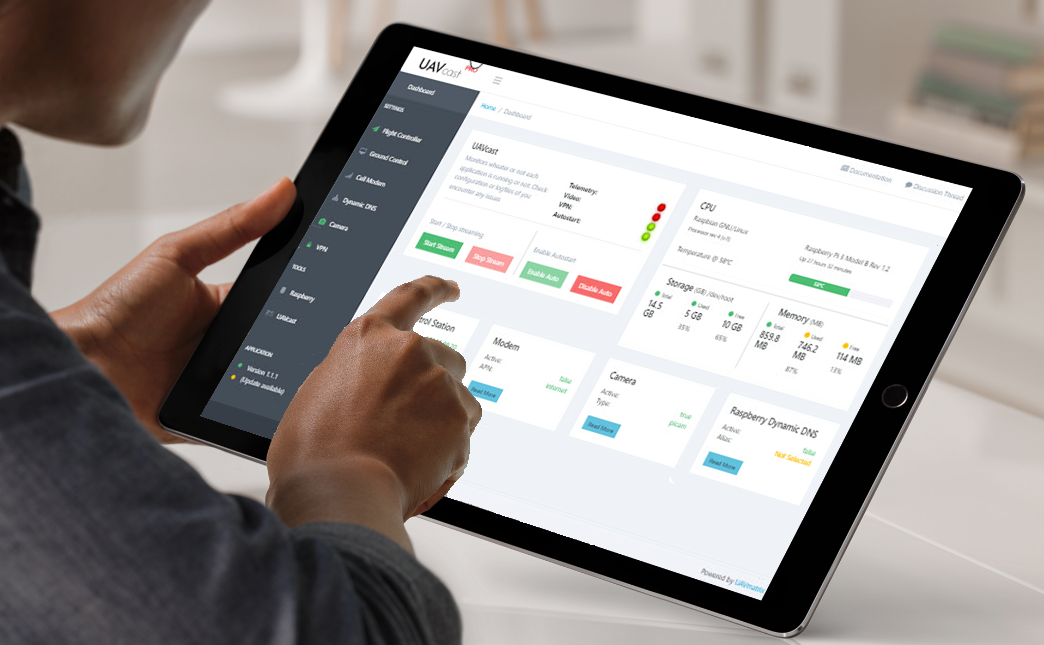 UAVcast PRO
Dashboard
SETTINGS
Flight Controller
Ground Control
Cell Modem
Dynamic DNS
Camera
VPN
TOOLS
Raspberry
UAVcast
APPLICATION
Version 1.1.1
(Update available)
Home / Dashboard
Documentation
Discussion Thread
UAVcast
Monitors wheater or not each
application is running or not. Check
configuration or logfiles of you
encounter any issues.
Telemetry:
Video:
VPN:
Autostart:
Start / Stop streaming
Start Stream
Stop Stream
Enable Autostart
Enable Auto
Disable Auto
CPU
Raspbian GNU/Linux
Raspberry Pi 3 Model B Rev 1.2
Up: 27 hours 32 minutes
Temperature @ 58°C
58°C
Storage (GB) /dev/root
Total
14.5
GB
Used
5 GB
35%
Free
10 GB
65%
Memory (MB)
Total
859.8
MB
Used
746.2
MB
87%
Free
114 MB
13%
trol Station
Modem
Active:
false
APN:
internet
Read More
Camera
Active:
true
Type:
picam
Read More
Raspberry Dynamic DNS
Active:
false
Alias:
Not Selected
Read More
Powered by UAVmatrix